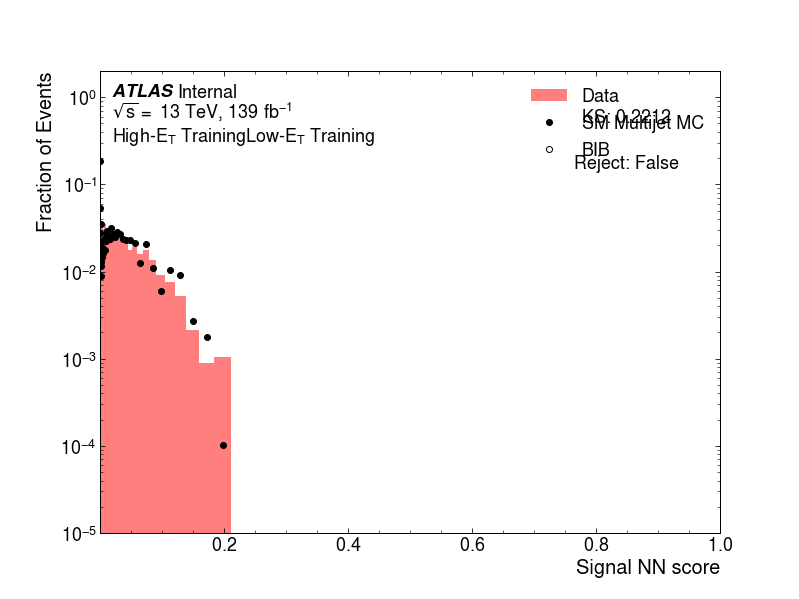 Fraction of Events
10⁰
10⁻¹
10⁻²
10⁻³
10⁻⁴
10⁻⁵
ATLAS Internal
√s = 13 TeV, 139 fb⁻¹
High-E_T TrainingLow-E_T Training
Data
KS: 0.2212
SM Multijet MC
BIB
Reject: False
0.2 0.4 0.6 0.8 1.0
Signal NN score